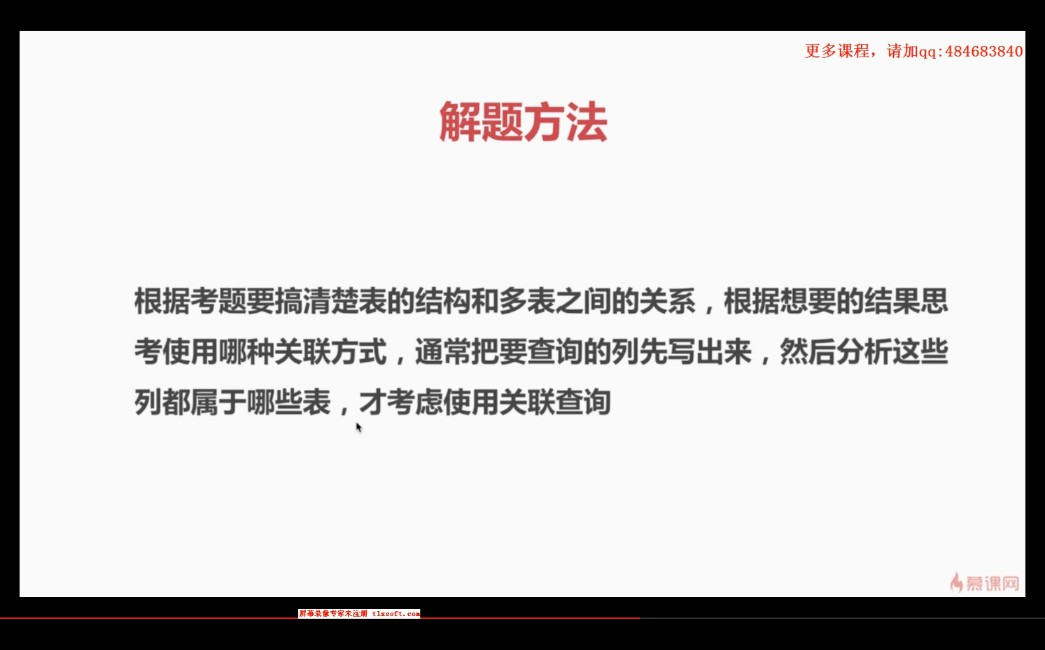 更多课程，请加qq:484683840
解题方法
根据考题要搞清楚表的结构和多表之间的关系，根据想要的结果思
考使用哪种关联方式，通常把要查询的列先写出来，然后分析这些
列都属于哪些表，才考虑使用关联查询
慕课网
屏幕录像专家未注册 tlxsoft.com